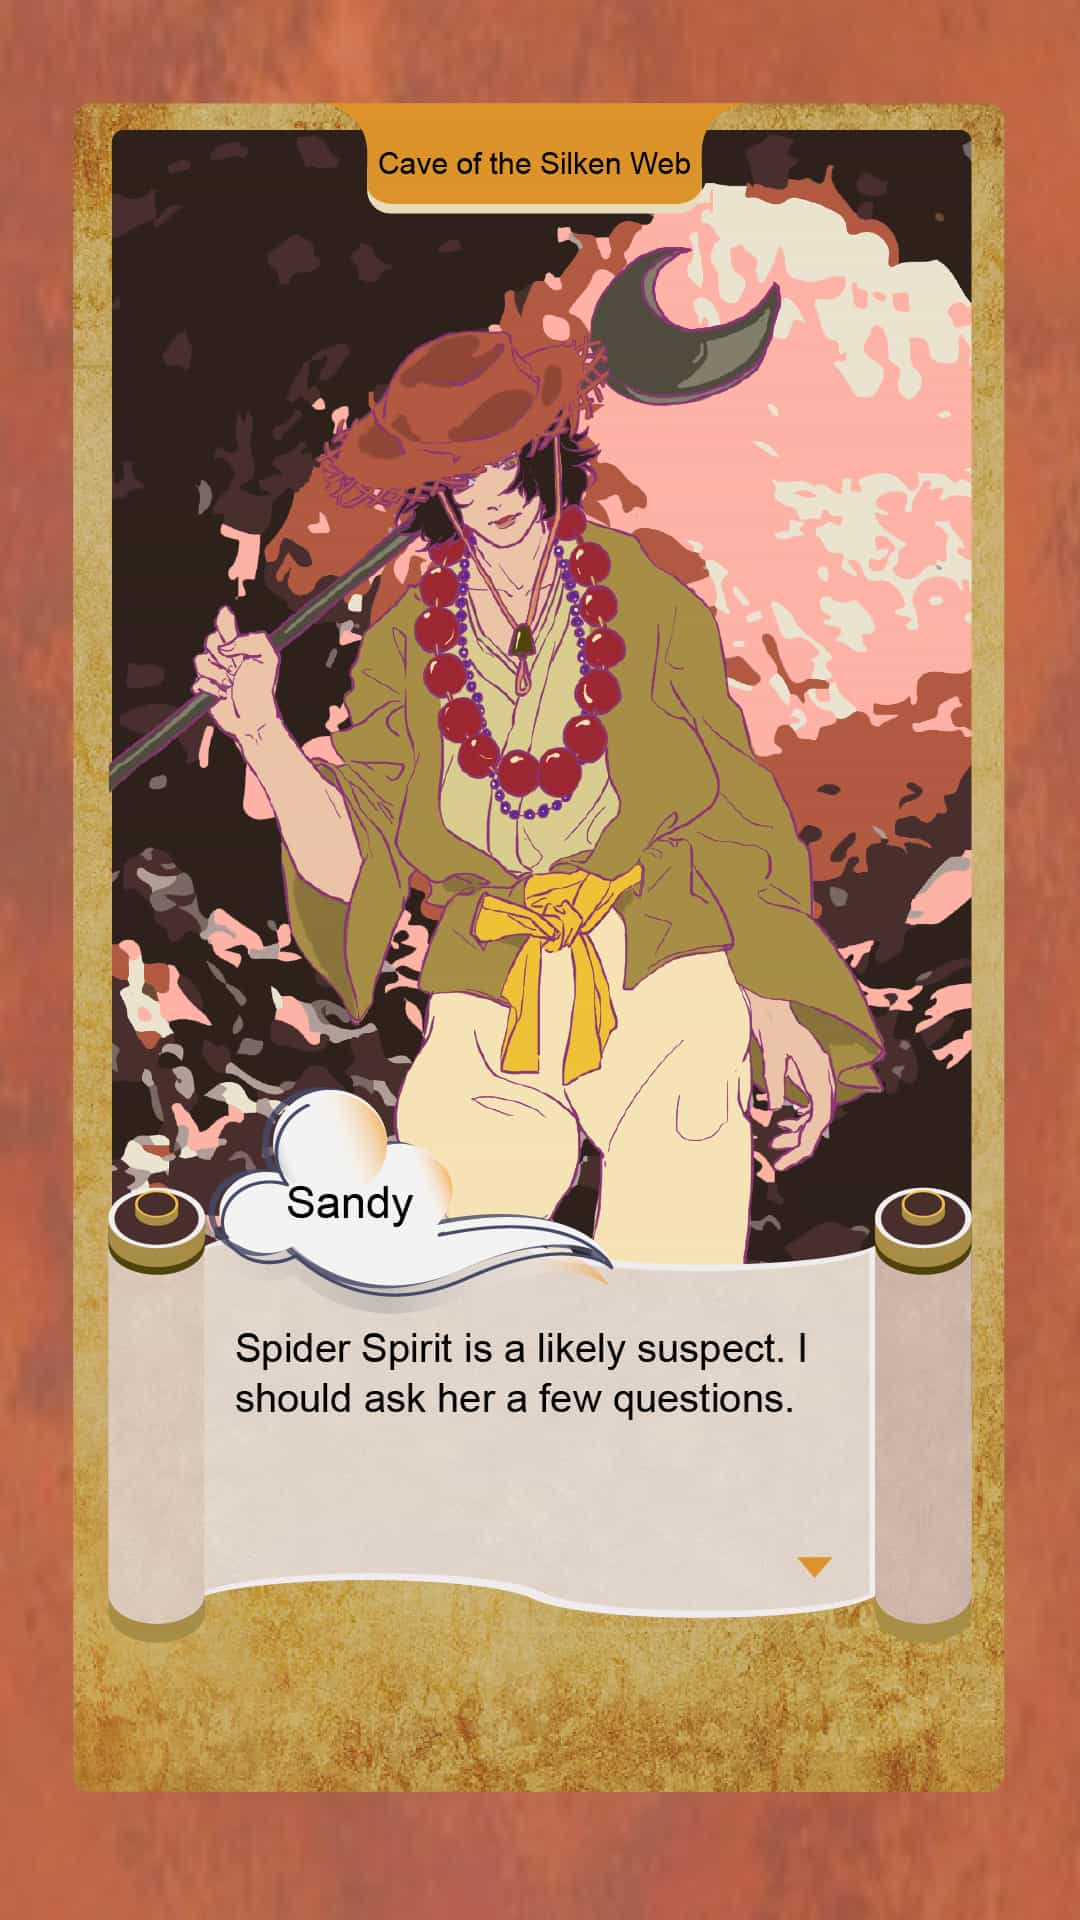 Cave of the Silken Web
Sandy
Spider Spirit is a likely suspect. I
should ask her a few questions.